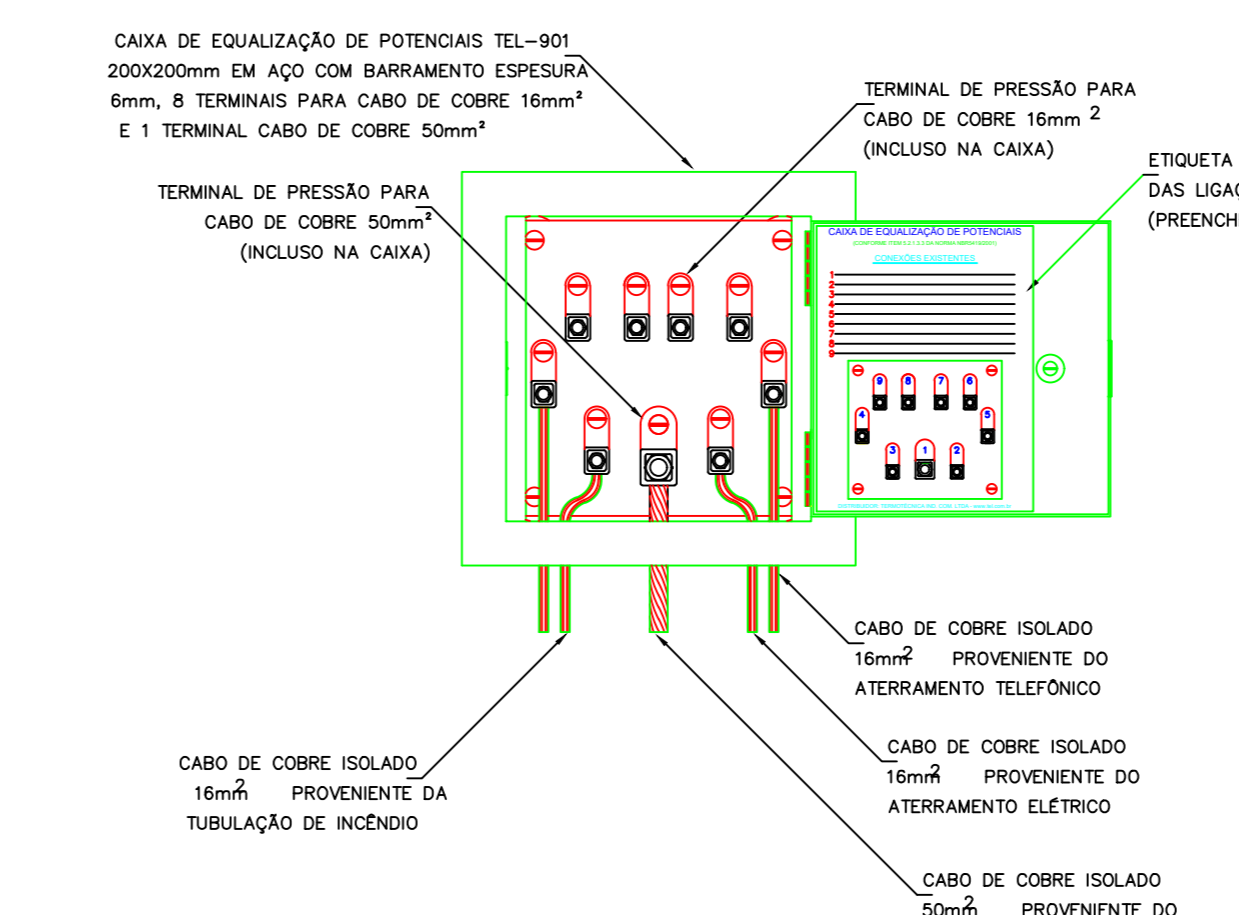 CAIXA DE EQUALIZAÇÃO DE POTENCIAIS TEL-901
200X200mm EM AÇO COM BARRAMENTO ESPESURA
6mm, 8 TERMINAIS PARA CABO DE COBRE 16mm²
E 1 TERMINAL CABO DE COBRE 50mm²
TERMINAL DE PRESSÃO PARA
CABO DE COBRE 16mm 2
(INCLUSO NA CAIXA)
ETIQUETA
DAS LIGAÇ
(PREENCHI
TERMINAL DE PRESSÃO PARA
CABO DE COBRE 50mm²
(INCLUSO NA CAIXA)
CAIXA DE EQUALIZAÇÃO DE POTENCIAIS
CONEXÕES EXISTENTES
1
2
3
4
5
6
7
8
9
9 8 7 6
4 5
3 1 2
CABO DE COBRE ISOLADO
16mm2 PROVENIENTE DO
ATERRAMENTO TELEFÔNICO
CABO DE COBRE ISOLADO
16mm2 PROVENIENTE DO
ATERRAMENTO ELÉTRICO
CABO DE COBRE ISOLADO
16mm2 PROVENIENTE DA
TUBULAÇÃO DE INCÊNDIO
CABO DE COBRE ISOLADO
50mm2 PROVENIENTE DO